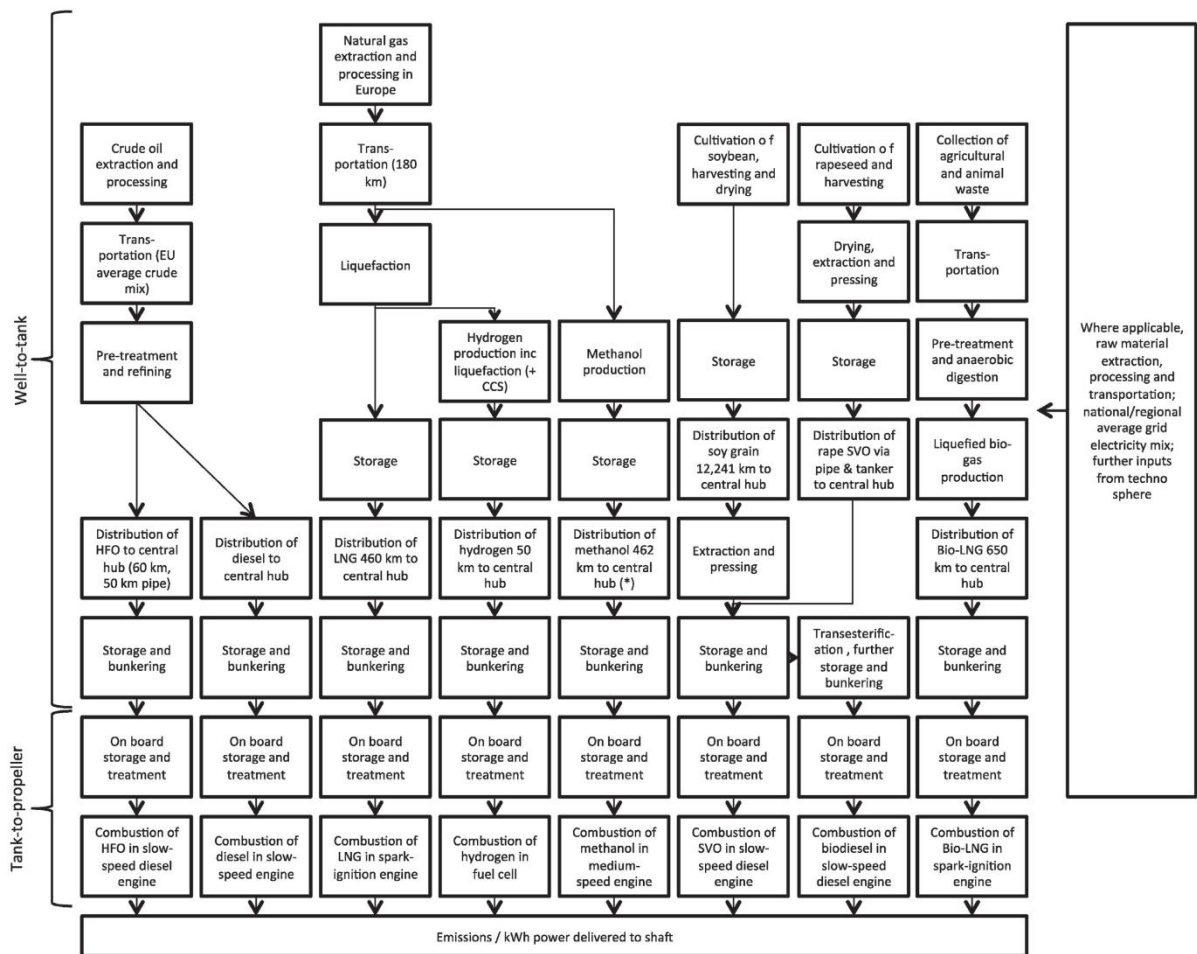 Natural gas
extraction and
processing in
Europe
Crude oil
extraction and
processing
Trans-
portation (180
km)
Cultivation o f
soybean,
harvesting and
drying
Cultivation o f
rapeseed and
harvesting
Collection of
agricultural
and animal
waste
Trans-
portation (EU
average crude
mix)
Liquefaction
Drying,
extraction and
pressing
Trans-
portation
Pre-treatment
and refining
Hydrogen
production inc
liquefaction (+
CCS)
Methanol
production
Storage
Storage
Pre-treatment
and anaerobic
digestion
Storage
Storage
Storage
Distribution of
soy grain
12,241 km to
central hub
Distribution of
rape SVO via
pipe & tanker
to central hub
Liquefied bio-
gas
production
Distribution of
HFO to central
hub (60 km,
50 km pipe)
Distribution of
diesel to
central hub
Distribution of
LNG 460 km to
central hub
Distribution of
hydrogen 50
km to central
hub
Distribution of
methanol 462
km to central
hub (*)
Extraction and
pressing
Distribution of
Bio-LNG 650
km to central
hub
Storage and
bunkering
Storage and
bunkering
Storage and
bunkering
Storage and
bunkering
Storage and
bunkering
Storage and
bunkering
Transesterific-
ation , further
storage and
bunkering
Storage and
bunkering
On board
storage and
treatment
On board
storage and
treatment
On board
storage and
treatment
On board
storage and
treatment
On board
storage and
treatment
On board
storage and
treatment
On board
storage and
treatment
On board
storage and
treatment
Combustion of
HFO in slow-
speed diesel
engine
Combustion of
diesel in slow-
speed engine
Combustion of
LNG in spark-
ignition engine
Combustion of
hydrogen in
fuel cell
Combustion of
methanol in
medium-
speed engine
Combustion of
SVO in slow-
speed diesel
engine
Combustion of
biodiesel in
slow-speed
diesel engine
Combustion of
Bio-LNG in
spark-ignition
engine
Emissions / kWh power delivered to shaft
Well-to-tank
Tank-to-propeller
Where applicable,
raw material
extraction,
processing and
transportation;
national/regional
average grid
electricity mix;
further inputs
from techno
sphere